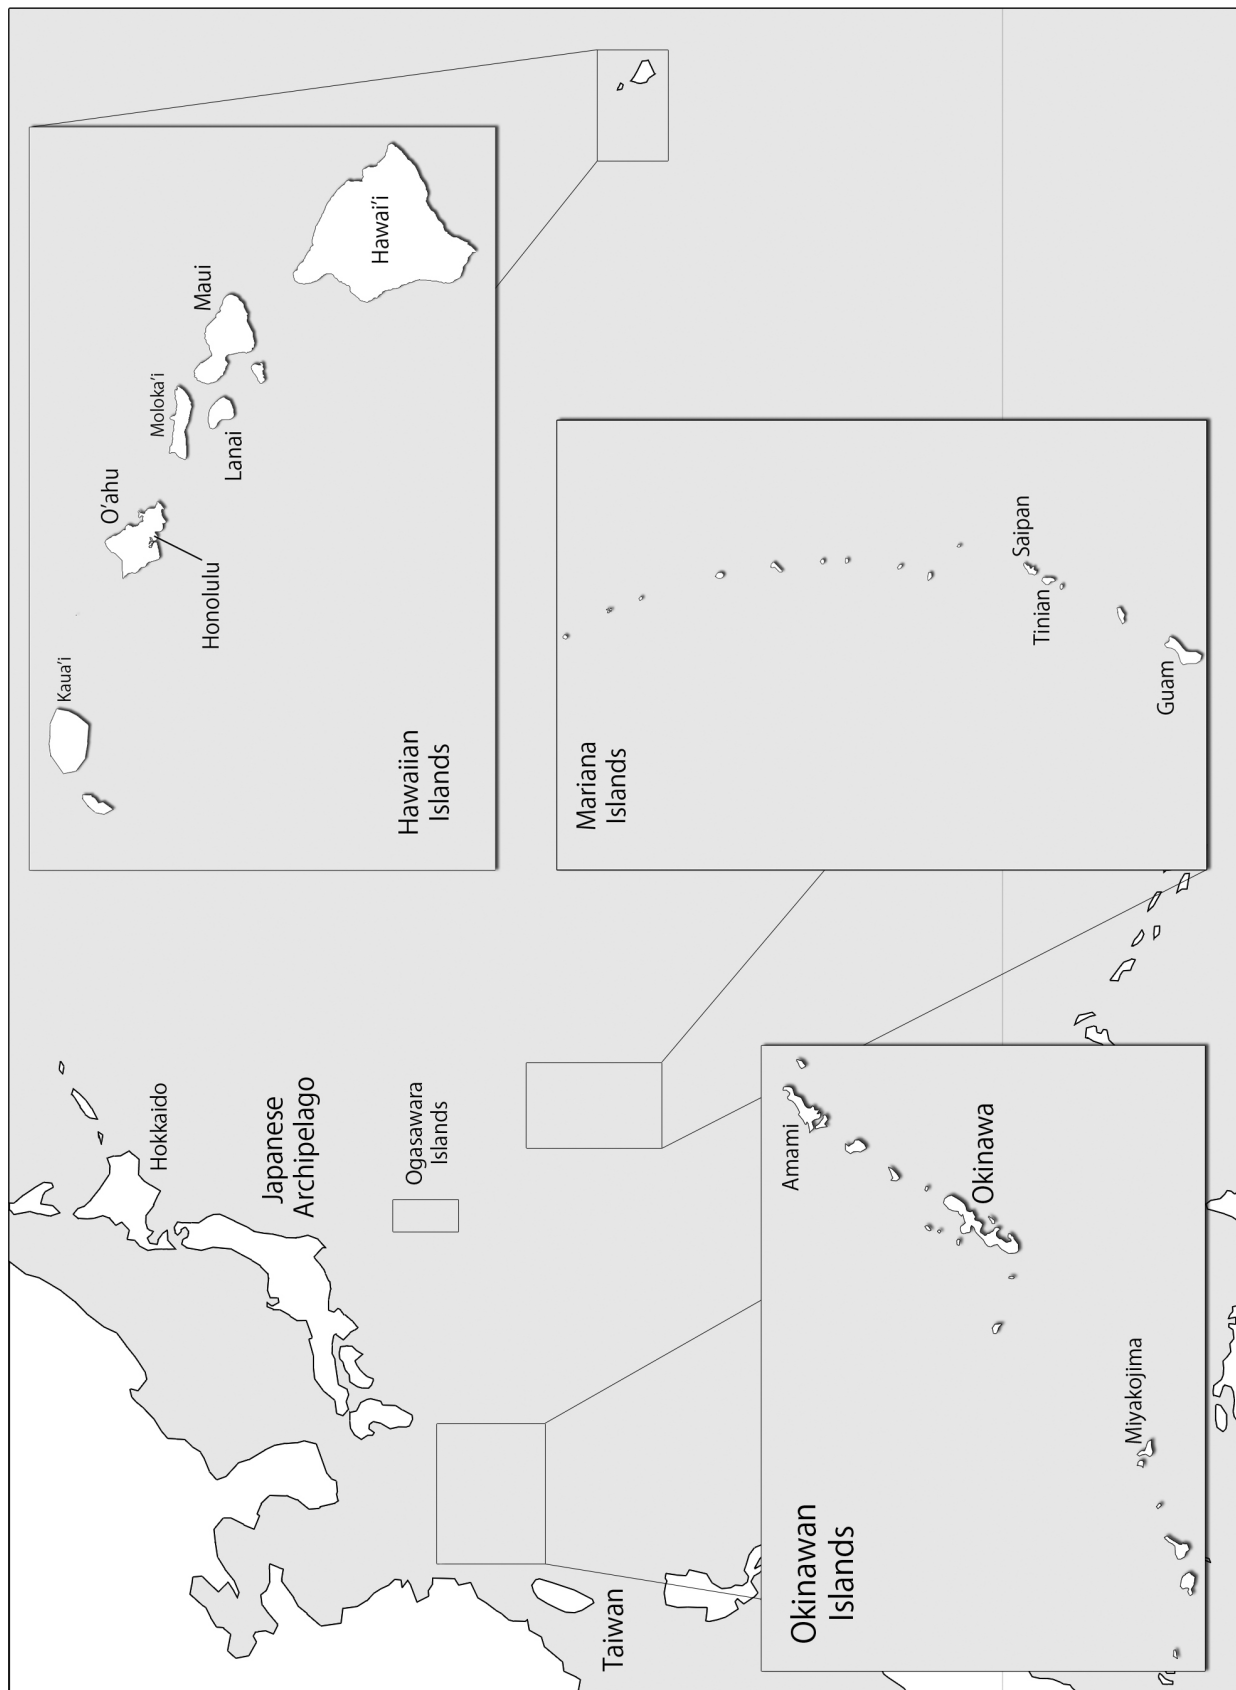 Hokkaido
Japanese
Archipelago
Ogasawara
Islands
Taiwan
Kaua'i
O'ahu
Honolulu
Moloka'i
Maui
Lanai
Hawai'i
Hawaiian
Islands
Mariana
Islands
Saipan
Tinian
Guam
Okinawan
Islands
Amami
Okinawa
Miyakojima